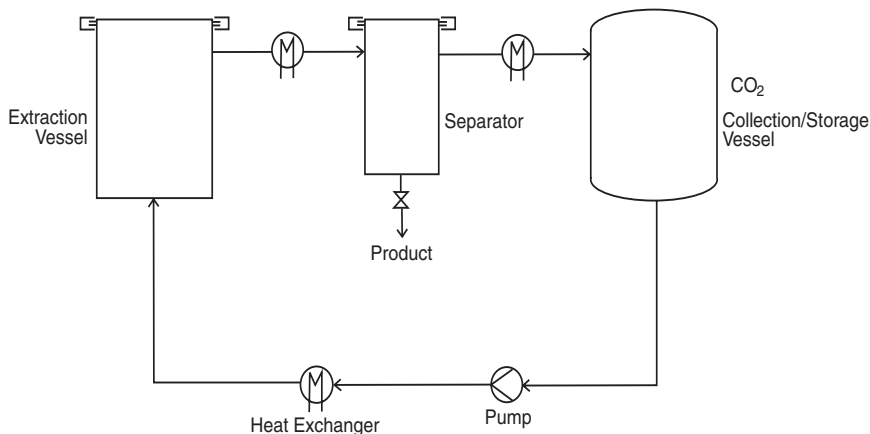 Extraction
Vessel
Separator
CO₂
Collection/Storage
Vessel
Product
Heat Exchanger
Pump